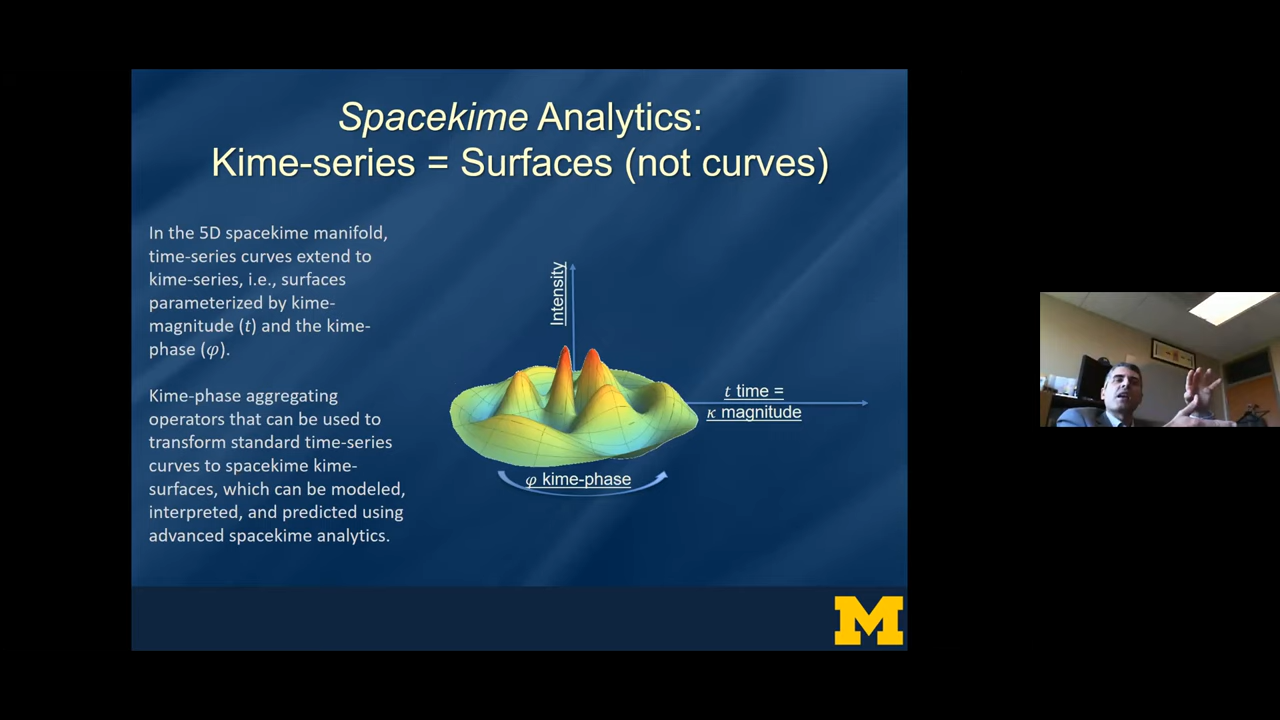 Spacekime Analytics:
Kime-series = Surfaces (not curves)
In the 5D spacekime manifold,
time-series curves extend to
kime-series, i.e., surfaces
parameterized by kime-
magnitude (t) and the kime-
phase (φ).
Kime-phase aggregating
operators that can be used to
transform standard time-series
curves to spacekime kime-
surfaces, which can be modeled,
interpreted, and predicted using
advanced spacekime analytics.
Intensity
t time =
κ magnitude
φ kime-phase
M